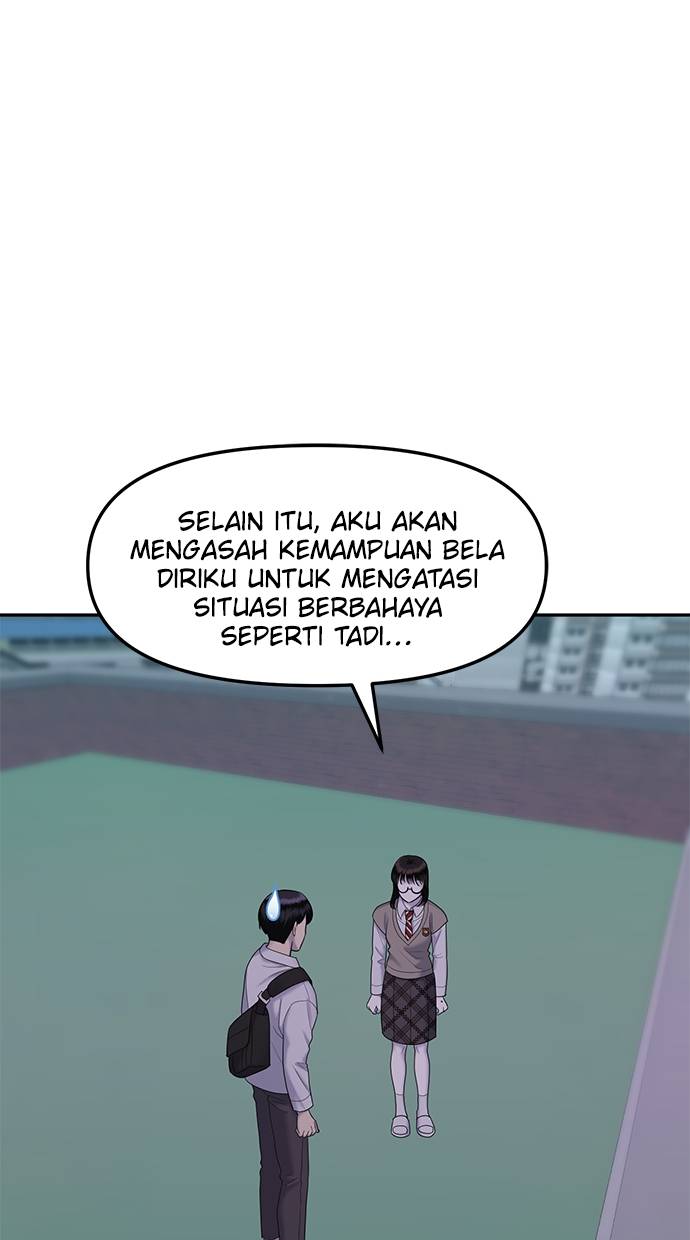 SELAIN ITU, AKU AKAN
MENGASAH KEMAMPUAN BELA
DIRIKU UNTUK MENGATASI
SITUASI BERBAHAYA
SEPERTI TADI...